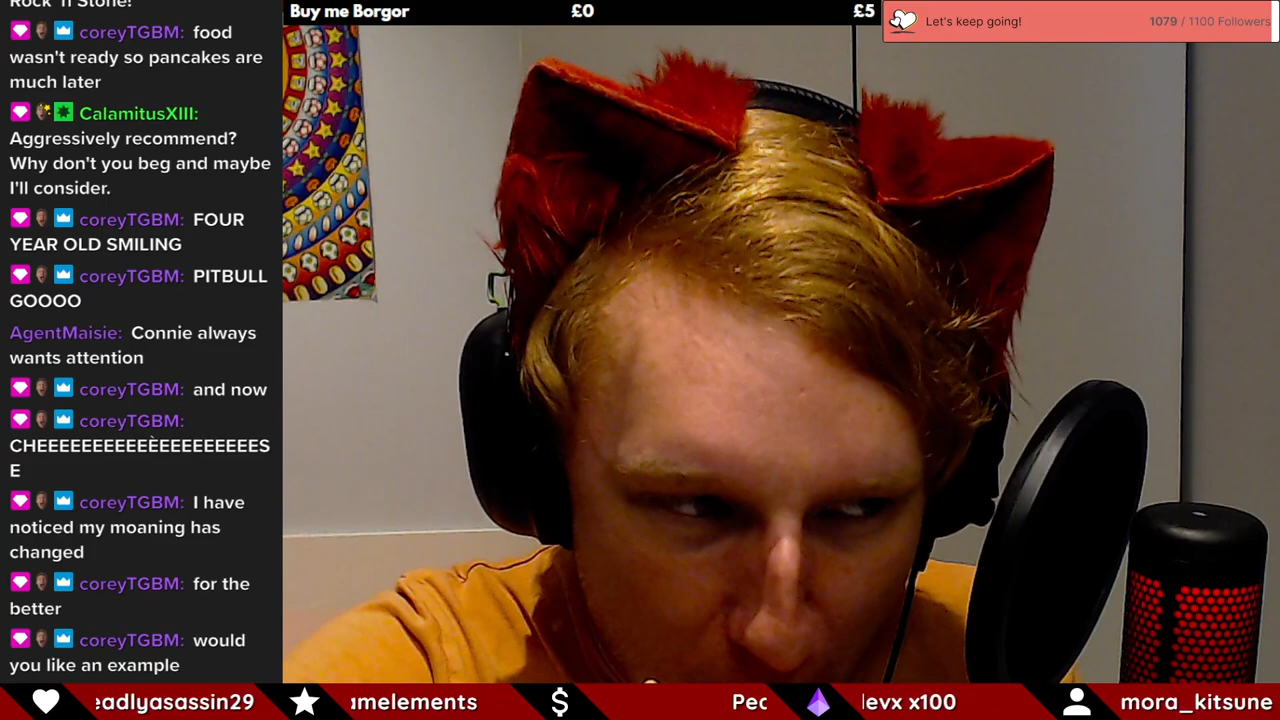 Rock 'n Stone!
coreyTGBM: food
wasn't ready so pancakes are
much later
CalamitusXIII:
Aggressively recommend?
Why don't you beg and maybe
I'll consider.
coreyTGBM: FOUR
YEAR OLD SMILING
coreyTGBM: PITBULL
GOOOO
AgentMaisie: Connie always
wants attention
coreyTGBM: and now
coreyTGBM:
CHEEEEEEEEEÈEEEEEEEEEES
E
coreyTGBM: I have
noticed my moaning has
changed
coreyTGBM: for the
better
coreyTGBM: would
you like an example
Buy me Borgor £0 £5
Let's keep going! 1079 / 1100 Followers
eadlyasassin29 amelements Pec levx x100 mora_kitsune